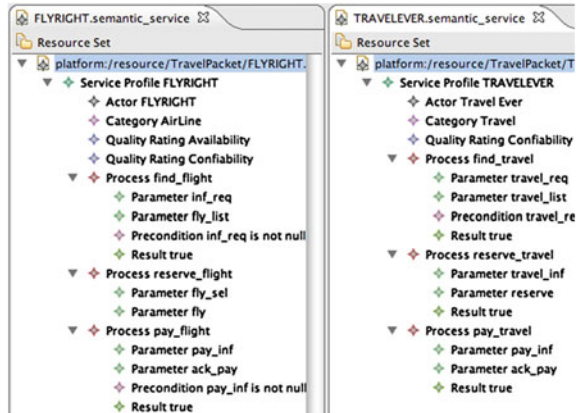 FLYRIGHT.semantic_service
Resource Set
platform:/resource/TravelPacket/FLYRIGHT.
Service Profile FLYRIGHT
Actor FLYRIGHT
Category AirLine
Quality Rating Availability
Quality Rating Confiability
Process find_flight
Parameter inf_req
Parameter fly_list
Precondition inf_req is not null
Result true
Process reserve_flight
Parameter fly_sel
Parameter fly
Process pay_flight
Parameter pay_inf
Parameter ack_pay
Precondition pay_inf is not null
Result true
TRAVELEVER.semantic_service
Resource Set
platform:/resource/TravelPacket/T
Service Profile TRAVELEVER
Actor Travel Ever
Category Travel
Quality Rating Confiability
Process find_travel
Parameter travel_req
Parameter travel_list
Precondition travel_re
Result true
Process reserve_travel
Parameter travel_inf
Parameter reserve
Result true
Process pay_travel
Parameter pay_inf
Parameter ack_pay
Result true